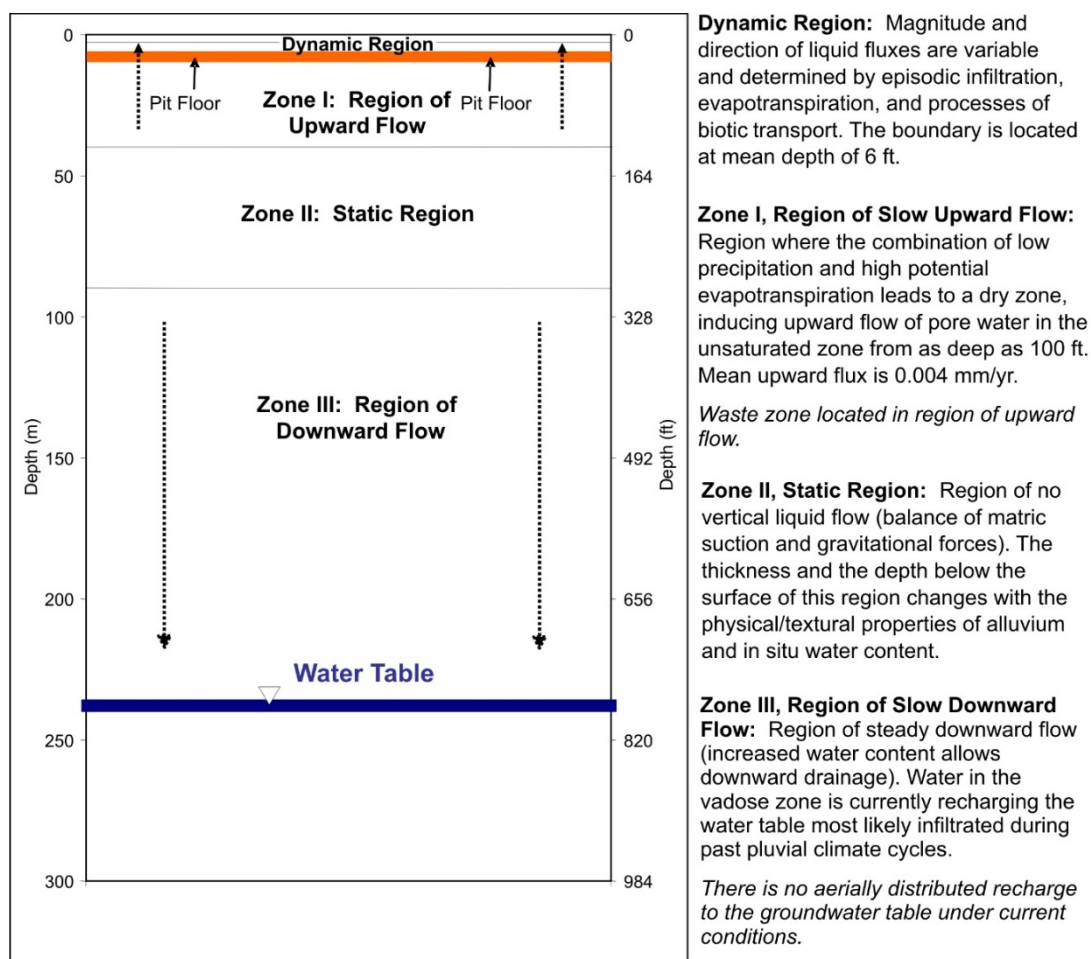 0
0
Dynamic Region
Pit Floor
Zone I: Region of
Upward Flow
Pit Floor
50
164
Zone II: Static Region
100
328
Zone III: Region of
Downward Flow
Depth (m)
150
492
Depth (ft)
200
656
Water Table
250
820
300
984
Dynamic Region: Magnitude and
direction of liquid fluxes are variable
and determined by episodic infiltration,
evapotranspiration, and processes of
biotic transport. The boundary is located
at mean depth of 6 ft.
Zone I, Region of Slow Upward Flow:
Region where the combination of low
precipitation and high potential
evapotranspiration leads to a dry zone,
inducing upward flow of pore water in the
unsaturated zone from as deep as 100 ft.
Mean upward flux is 0.004 mm/yr.
Waste zone located in region of upward
flow.
Zone II, Static Region: Region of no
vertical liquid flow (balance of matric
suction and gravitational forces). The
thickness and the depth below the
surface of this region changes with the
physical/textural properties of alluvium
and in situ water content.
Zone III, Region of Slow Downward
Flow: Region of steady downward flow
(increased water content allows
downward drainage). Water in the
vadose zone is currently recharging the
water table most likely infiltrated during
past pluvial climate cycles.
There is no aerially distributed recharge
to the groundwater table under current
conditions.